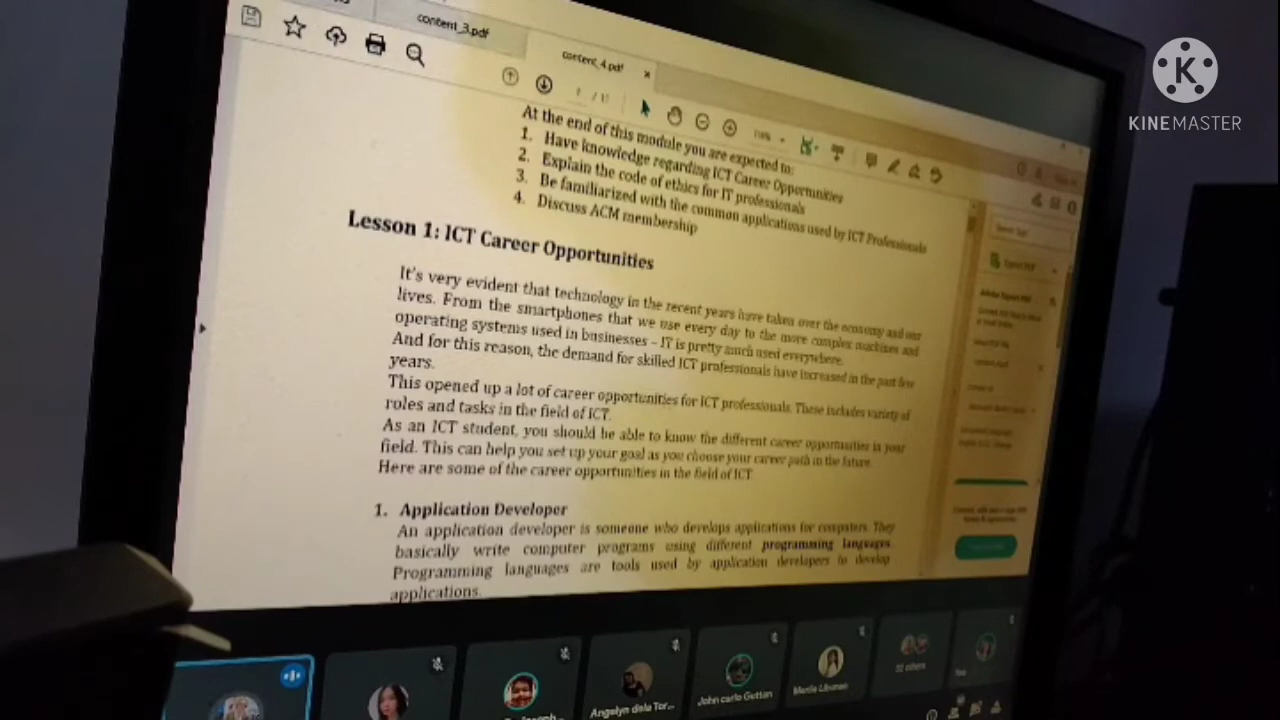 content_3.pdf
content_4.pdf
KINEMASTER
At the end of this module you are expected to:
1. Have knowledge regarding ICT Career Opportunities
2. Explain the code of ethics for IT professionals
3. Be familiarized with the common applications used by ICT Professionals
4. Discuss ACM membership
Lesson 1: ICT Career Opportunities
It's very evident that technology in the recent years have taken over the economy and our
lives. From the smartphones that we use every day to the more complex machines and
operating systems used in businesses – IT is pretty much used everywhere.
And for this reason, the demand for skilled ICT professionals have increased in the past few
years.
This opened up a lot of career opportunities for ICT professionals. These includes variety of
roles and tasks in the field of ICT.
As an ICT student, you should be able to know the different career opportunities in your
field. This can help you set up your goal as you choose your career path in the future.
Here are some of the career opportunities in the field of ICT.
1. Application Developer
An application developer is someone who develops applications for computers. They
basically write computer programs using different programming languages.
Programming languages are tools used by application developers to develop
applications.
Export PDF
Angelyn dela Tor...
John carlo Guttan
32 others
You